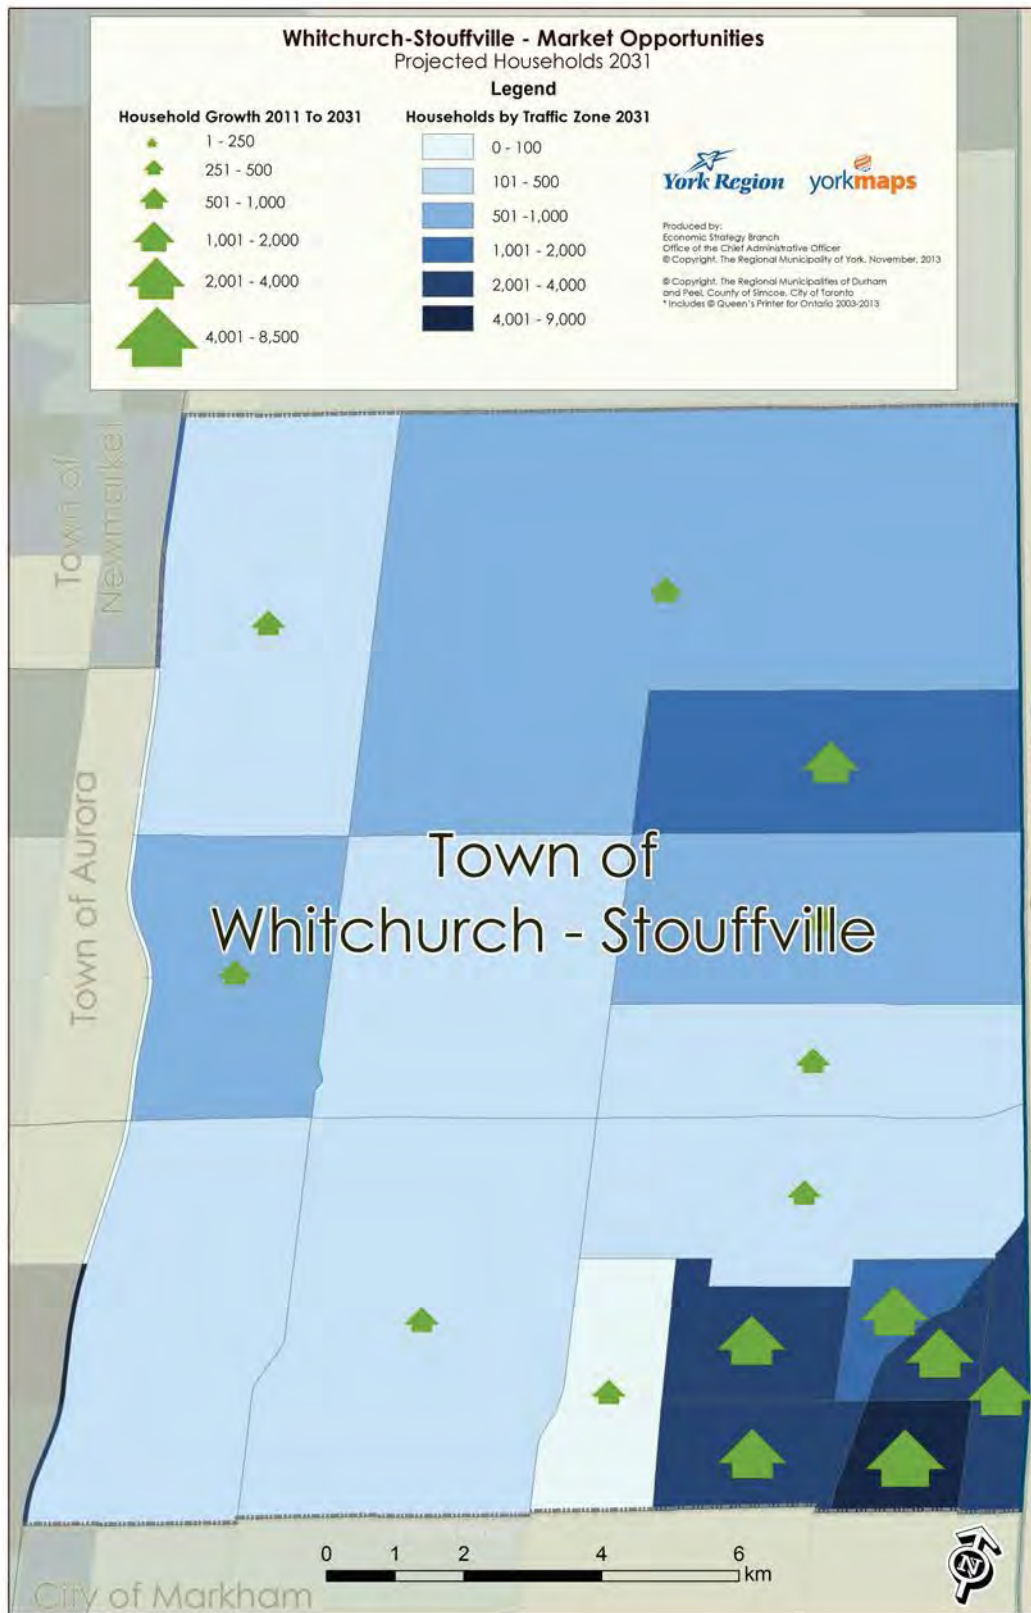 Whitchurch-Stouffville - Market Opportunities
Projected Households 2031
Legend
Household Growth 2011 To 2031
1 - 250
251 - 500
501 - 1,000
1,001 - 2,000
2,001 - 4,000
4,001 - 8,500
Households by Traffic Zone 2031
0 - 100
101 - 500
501 -1,000
1,001 - 2,000
2,001 - 4,000
4,001 - 9,000
York Region
yorkmaps
Produced by:
Economic Strategy Branch
Office of the Chief Administrative Officer
© Copyright, The Regional Municipality of York, November, 2013
© Copyright, The Regional Municipalities of Durham
and Peel, County of Simcoe, City of Toronto
* Includes © Queen's Printer for Ontario 2003-2013
Town of
Newmarket
Town of Aurora
Town of
Whitchurch - Stouffville
City of Markham
0 1 2 4 6
km
N